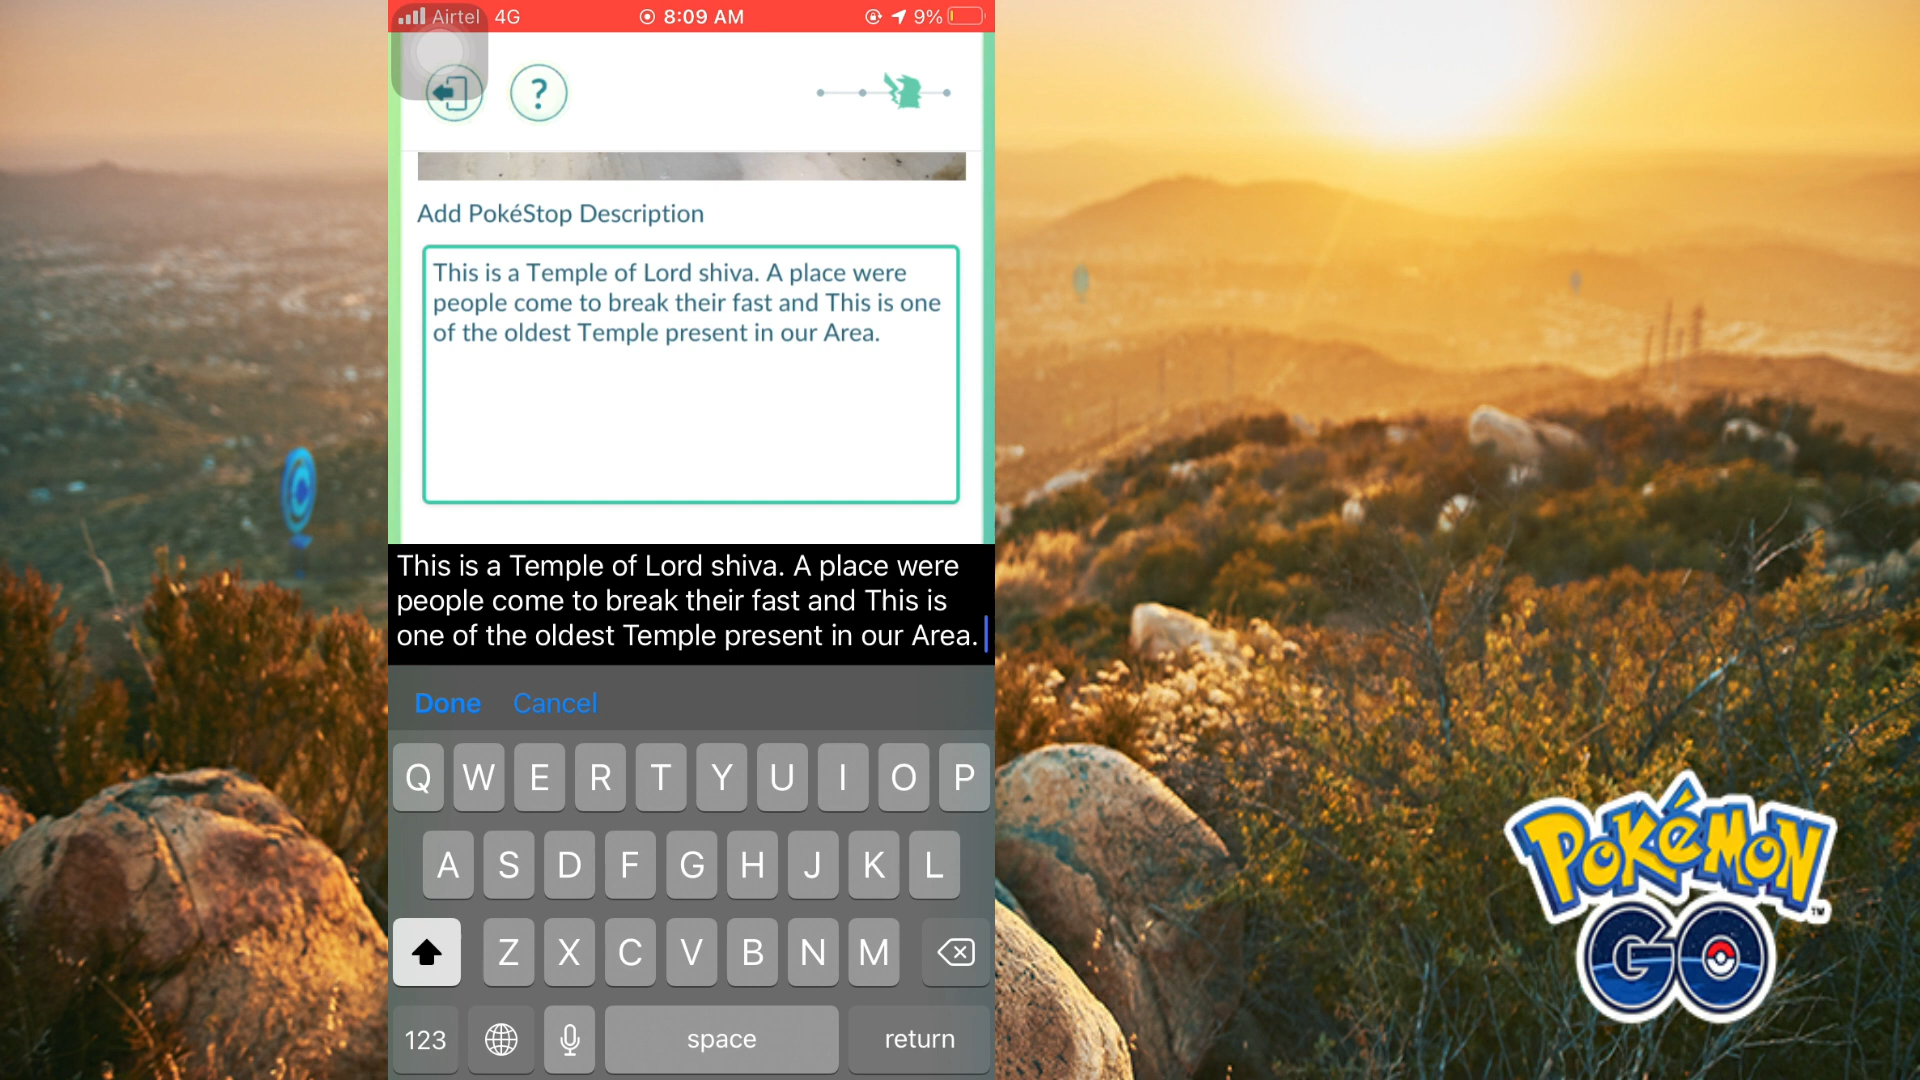 Airtel 4G 8:09 AM 9%
?
Add PokéStop Description
This is a Temple of Lord shiva. A place were
people come to break their fast and This is one
of the oldest Temple present in our Area.
This is a Temple of Lord shiva. A place were
people come to break their fast and This is
one of the oldest Temple present in our Area.
Done Cancel
Q W E R T Y U I O P
A S D F G H J K L
Z X C V B N M
123 space return
POKéMON
TM
GO